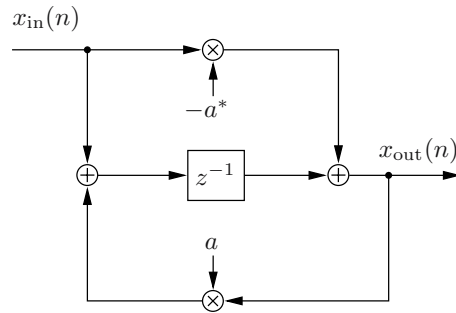 x_in(n)
−a*
x_out(n)
z⁻¹
a